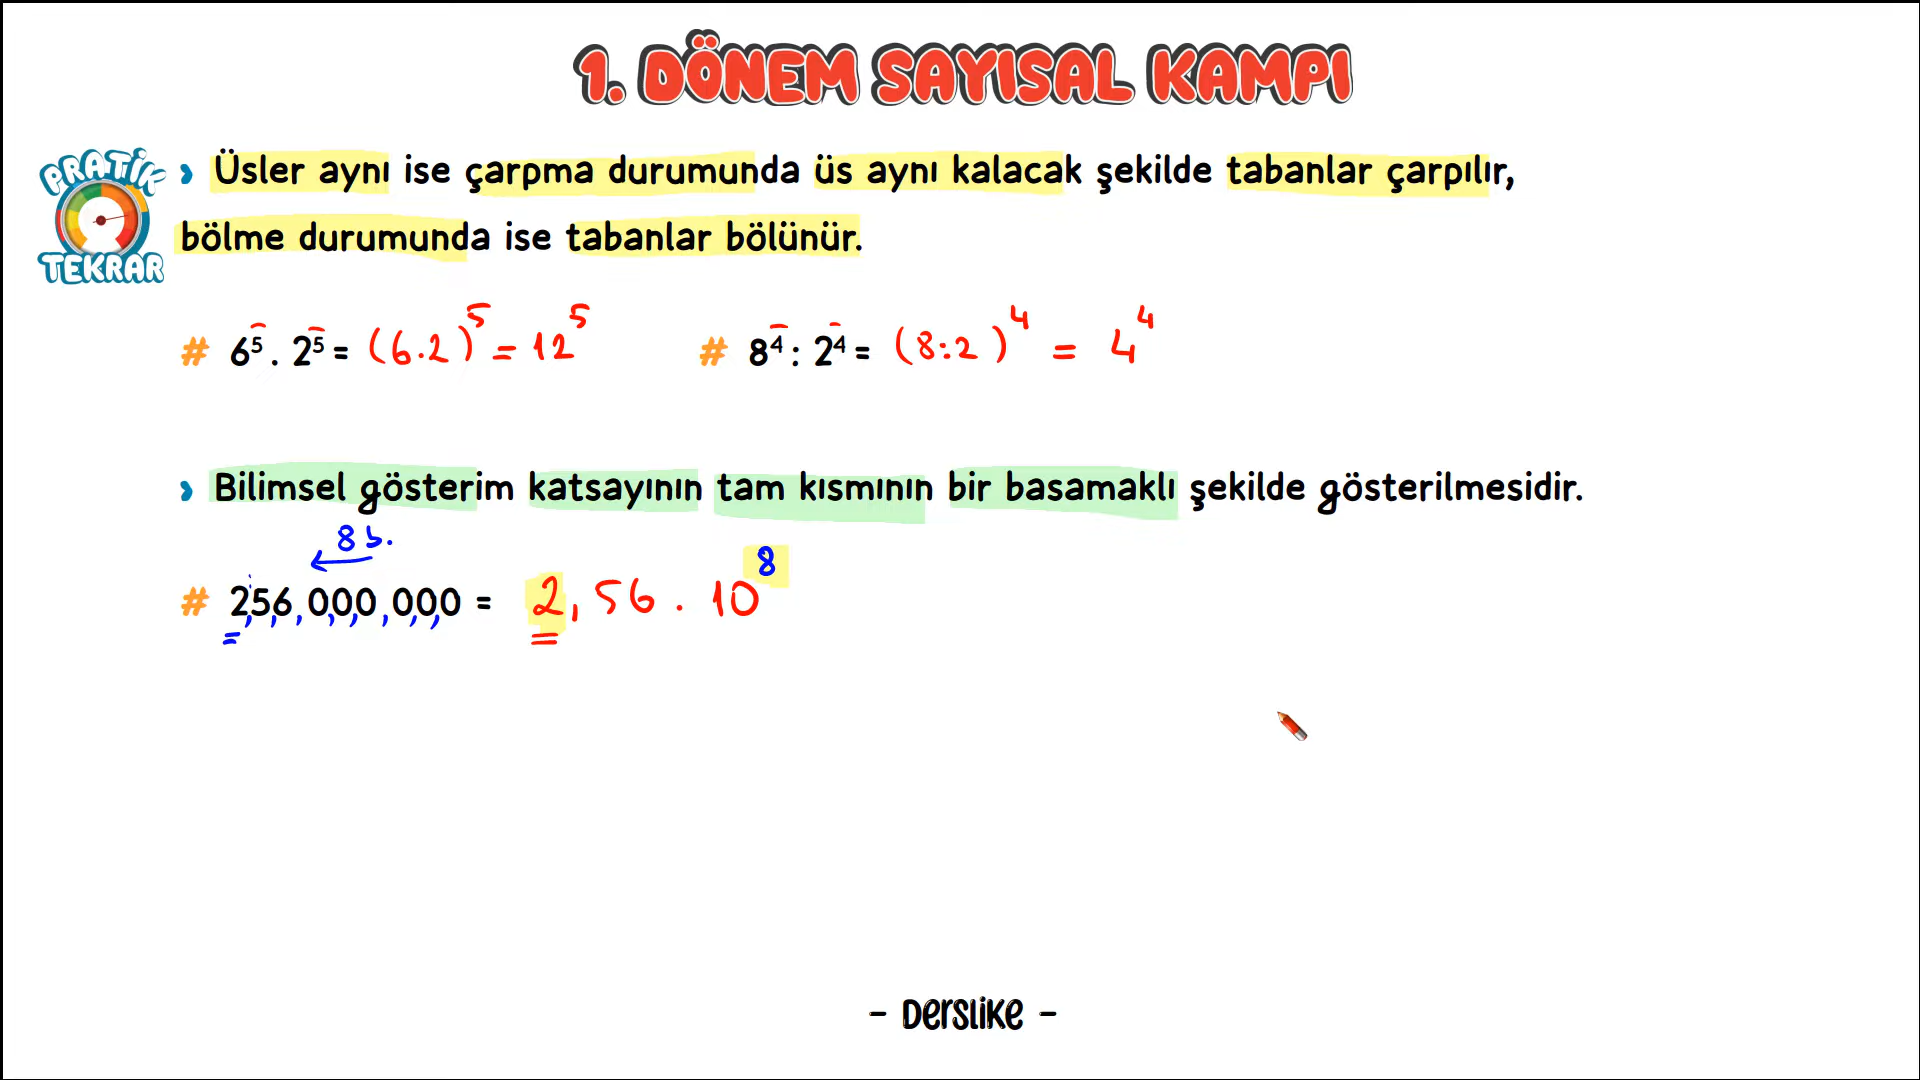 1. DÖNEM SAYISAL KAMPI
PRATİK TEKRAR
› Üsler aynı ise çarpma durumunda üs aynı kalacak şekilde tabanlar çarpılır,
bölme durumunda ise tabanlar bölünür.
# 6⁵ . 2⁵ = (6.2)⁵ = 12⁵ # 8⁴ : 2⁴ = (8:2)⁴ = 4⁴
› Bilimsel gösterim katsayının tam kısmının bir basamaklı şekilde gösterilmesidir.
8 b.
# 256,000,000 = 2,56 . 10⁸
- Derslike -